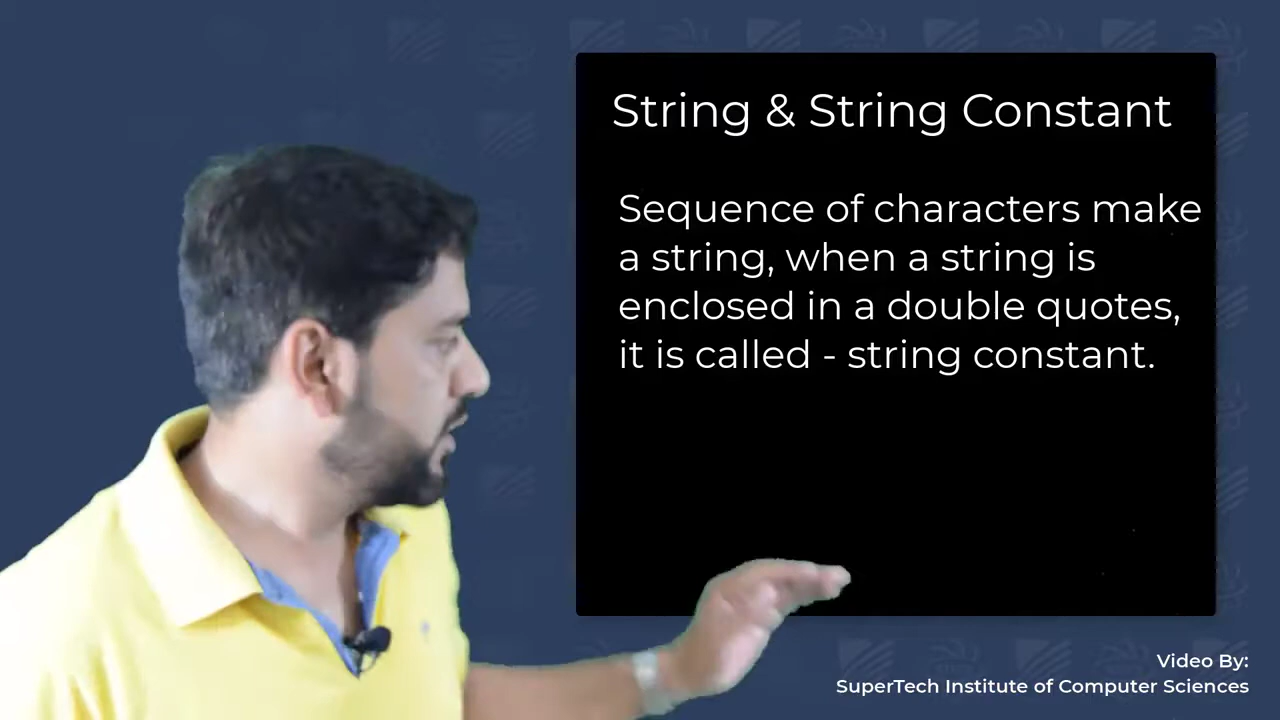 String & String Constant
Sequence of characters make
a string, when a string is
enclosed in a double quotes,
it is called - string constant.
Video By:
SuperTech Institute of Computer Sciences